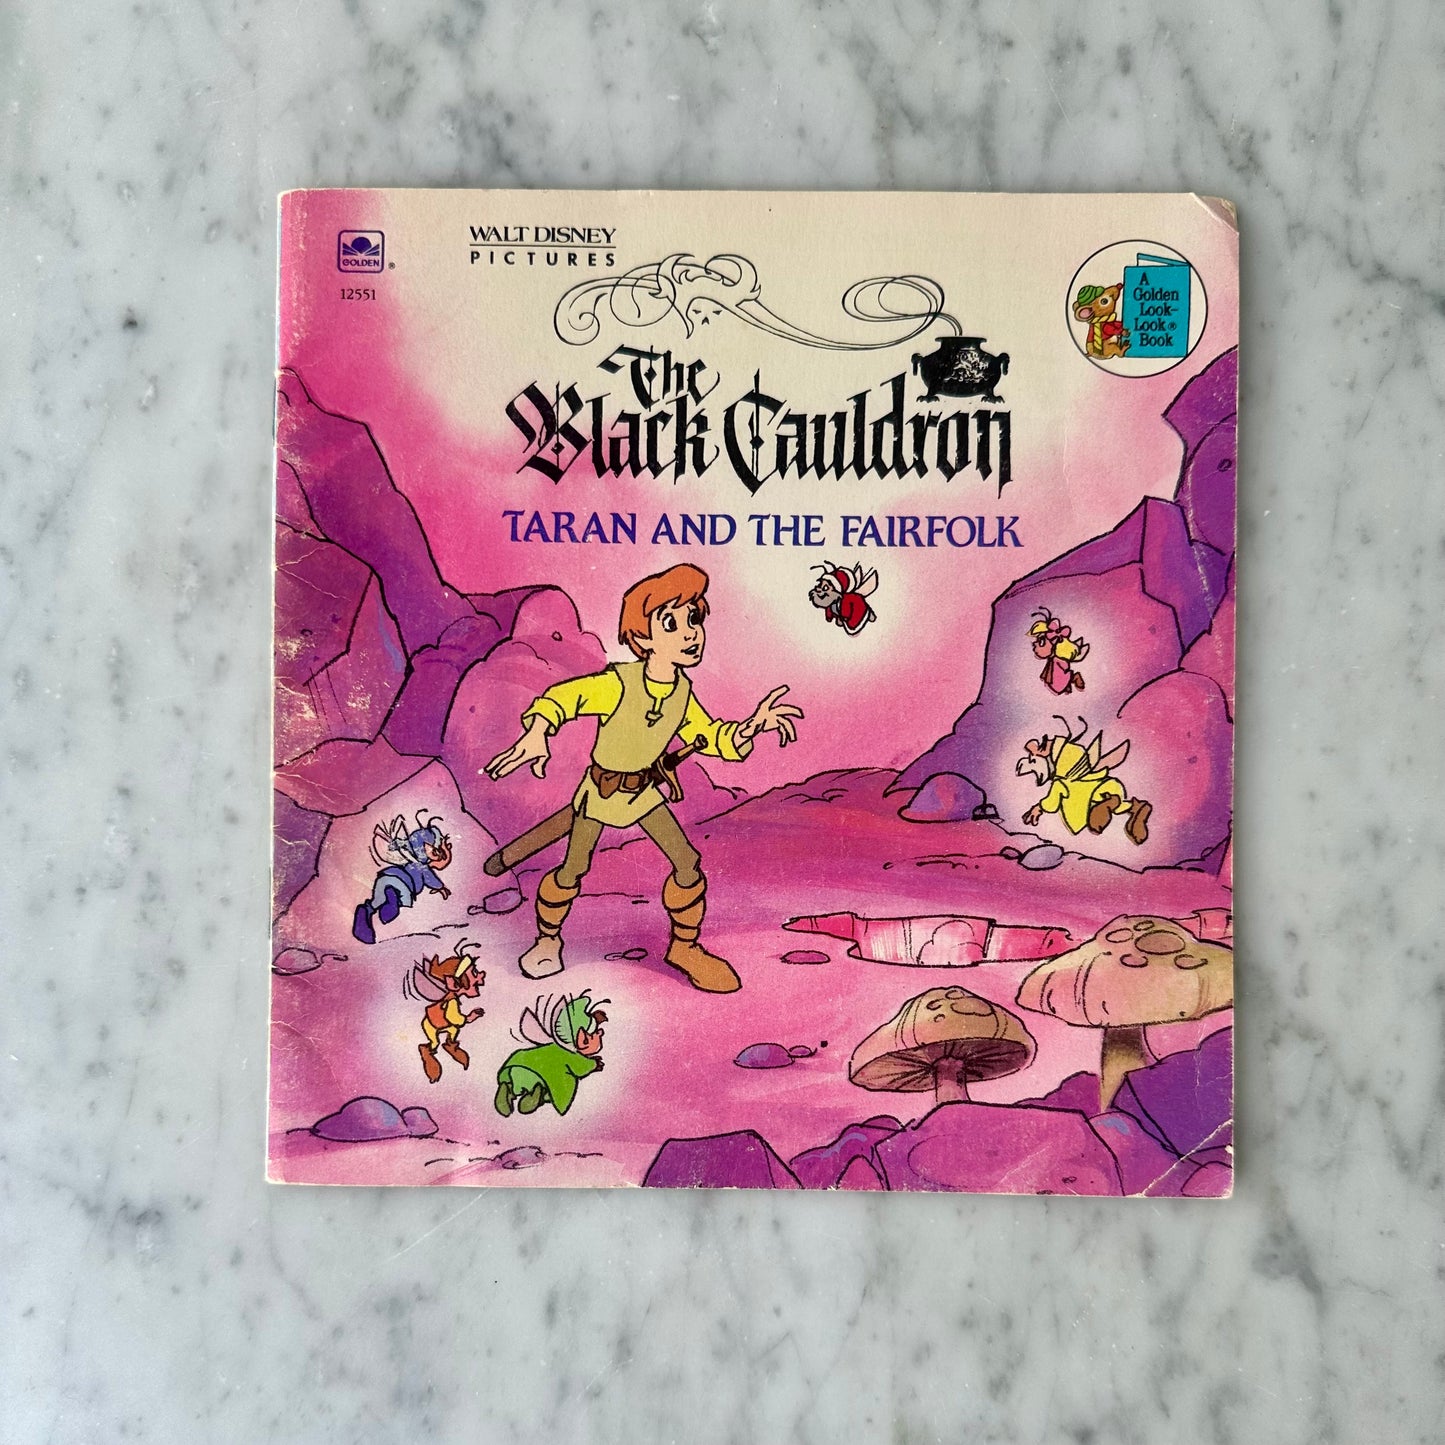 GOLDEN
®
12551
WALT DISNEY
PICTURES
A
Golden
Look-
Look®
Book
The
Black Cauldron
TARAN AND THE FAIRFOLK